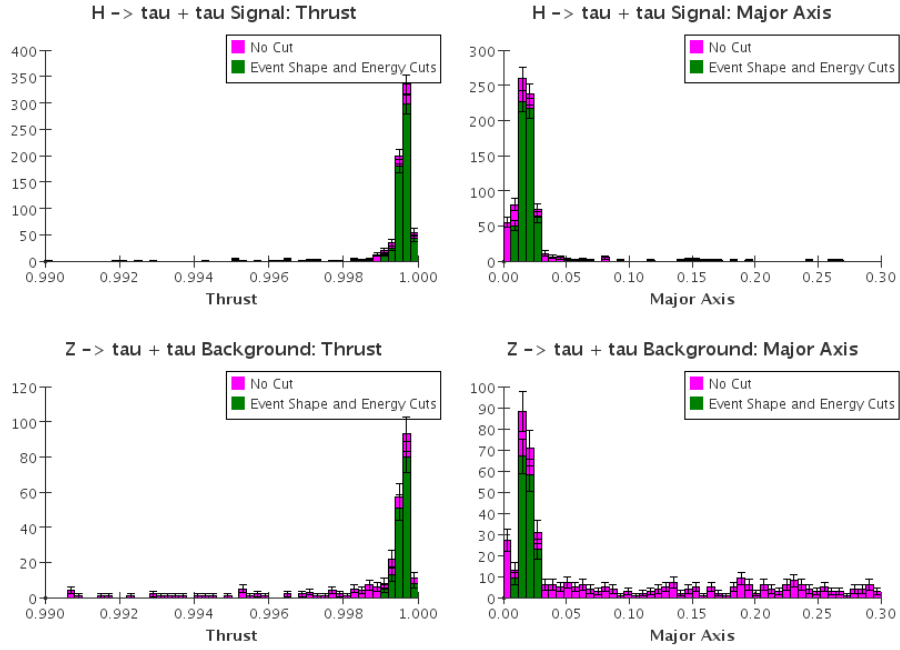 H -> tau + tau Signal: Thrust
No Cut
Event Shape and Energy Cuts
400
350
300
250
200
150
100
50
0
0.990 0.992 0.994 0.996 0.998 1.000
Thrust
H -> tau + tau Signal: Major Axis
No Cut
Event Shape and Energy Cuts
300
250
200
150
100
50
0
0.00 0.05 0.10 0.15 0.20 0.25 0.30
Major Axis
Z -> tau + tau Background: Thrust
No Cut
Event Shape and Energy Cuts
120
100
80
60
40
20
0
0.990 0.992 0.994 0.996 0.998 1.000
Thrust
Z -> tau + tau Background: Major Axis
No Cut
Event Shape and Energy Cuts
100
90
80
70
60
50
40
30
20
10
0
0.00 0.05 0.10 0.15 0.20 0.25 0.30
Major Axis